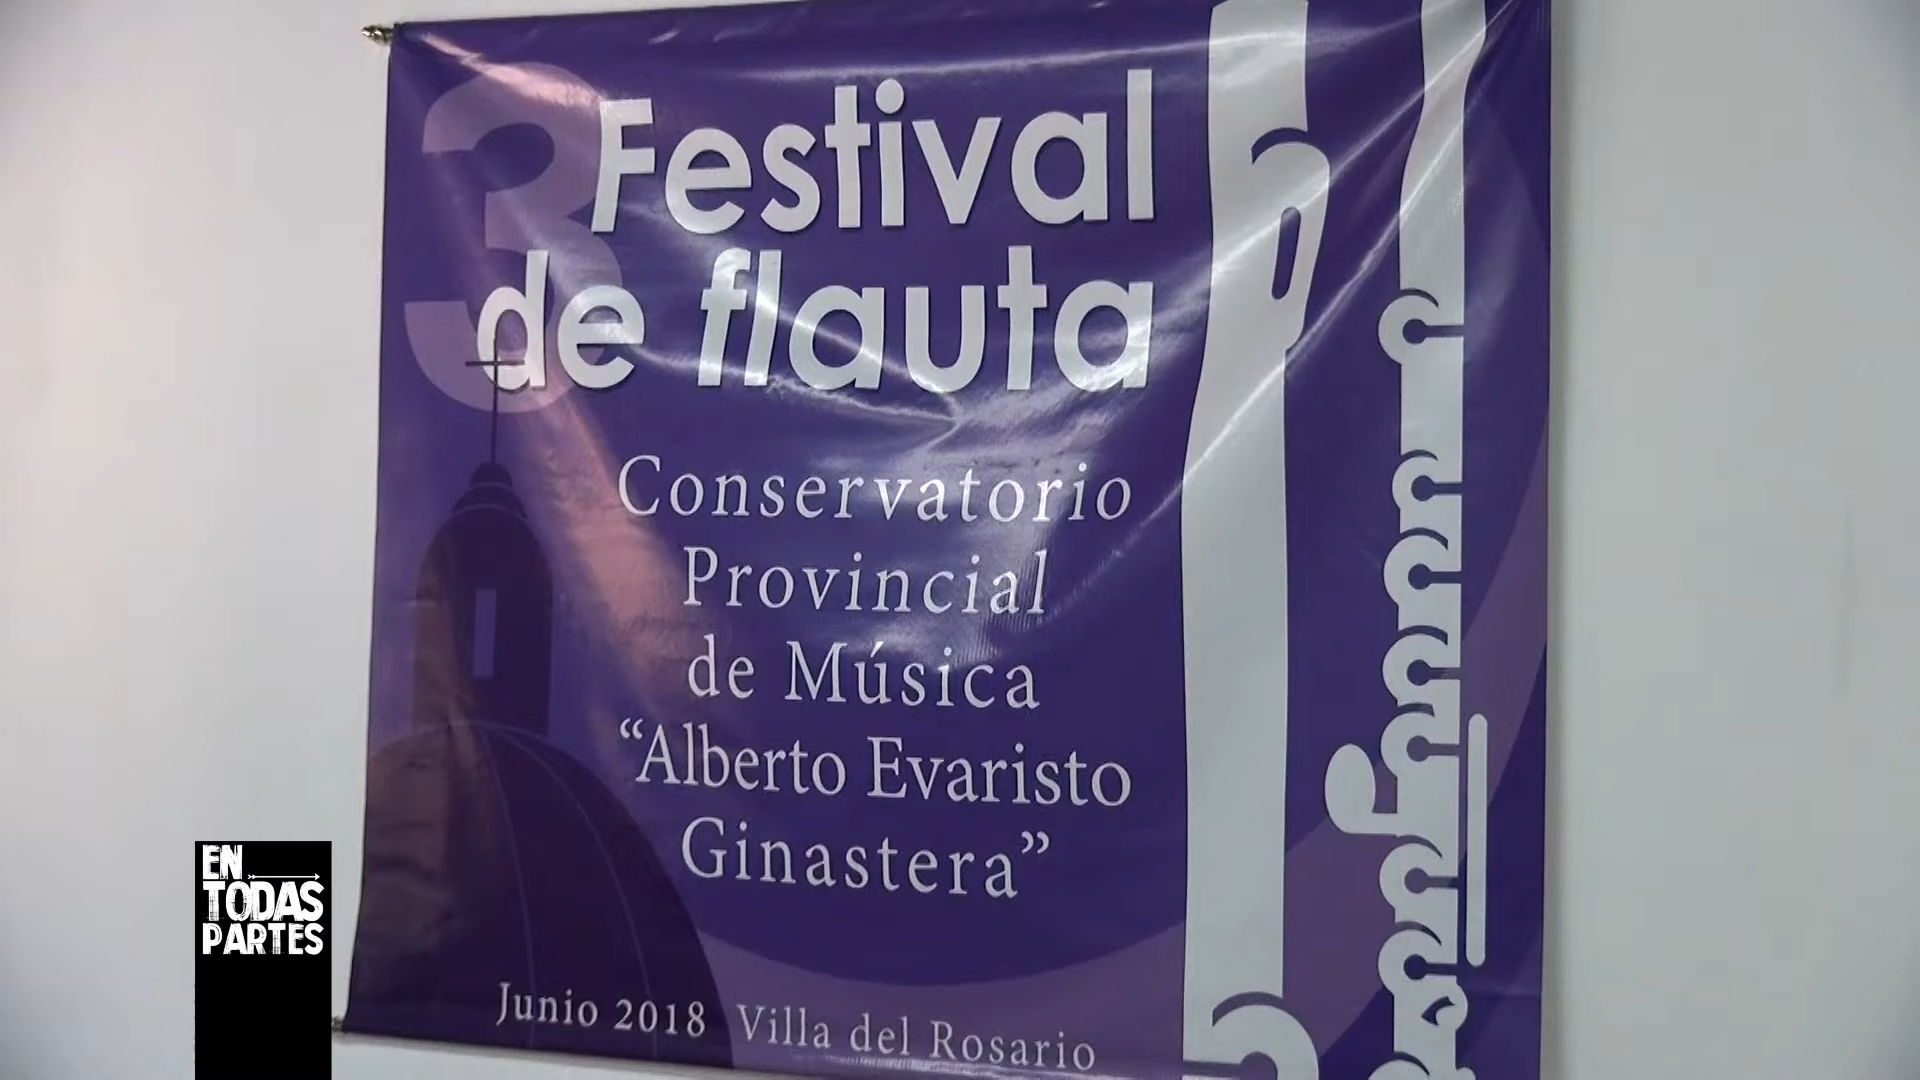 3 Festival
de flauta
Conservatorio
Provincial
de Música
“Alberto Evaristo
Ginastera”
Junio 2018 Villa del Rosario
EN
TODAS
PARTES